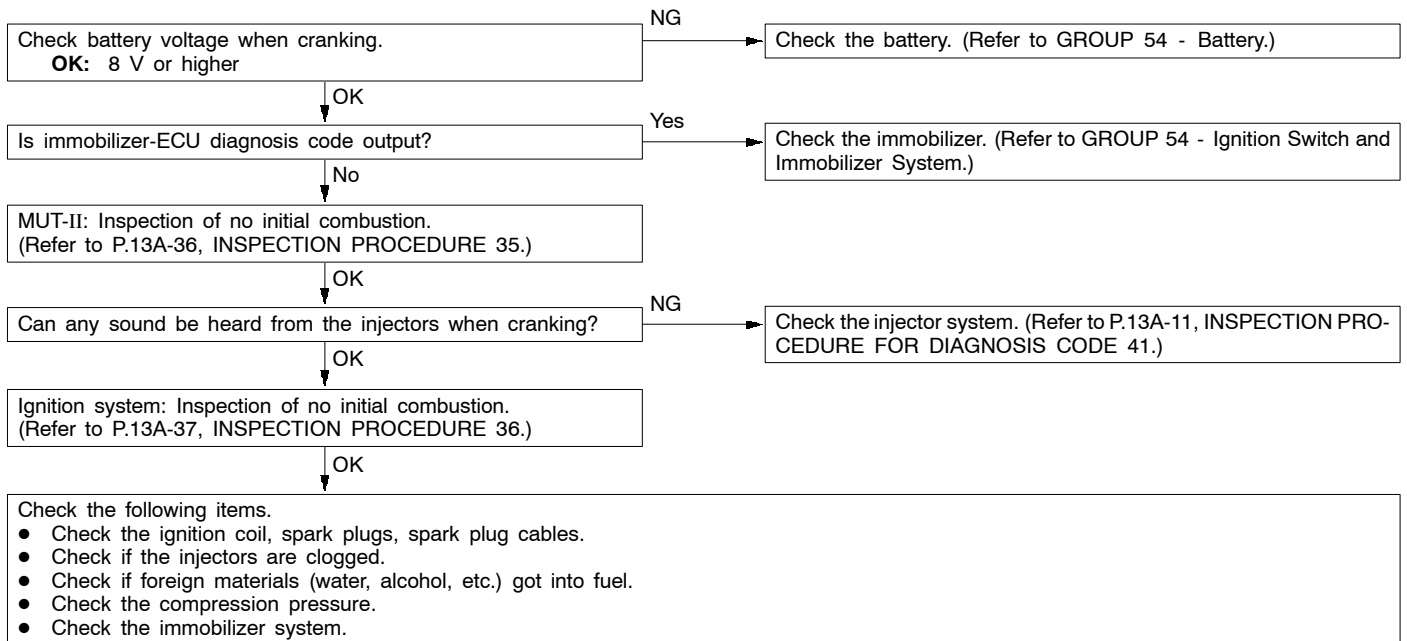 NG
Check battery voltage when cranking.
OK: 8 V or higher
Check the battery. (Refer to GROUP 54 - Battery.)
OK
Yes
Is immobilizer-ECU diagnosis code output?
Check the immobilizer. (Refer to GROUP 54 - Ignition Switch and
Immobilizer System.)
No
MUT-II: Inspection of no initial combustion.
(Refer to P.13A-36, INSPECTION PROCEDURE 35.)
OK
NG
Can any sound be heard from the injectors when cranking?
Check the injector system. (Refer to P.13A-11, INSPECTION PRO-
CEDURE FOR DIAGNOSIS CODE 41.)
OK
Ignition system: Inspection of no initial combustion.
(Refer to P.13A-37, INSPECTION PROCEDURE 36.)
OK
Check the following items.
● Check the ignition coil, spark plugs, spark plug cables.
● Check if the injectors are clogged.
● Check if foreign materials (water, alcohol, etc.) got into fuel.
● Check the compression pressure.
● Check the immobilizer system.